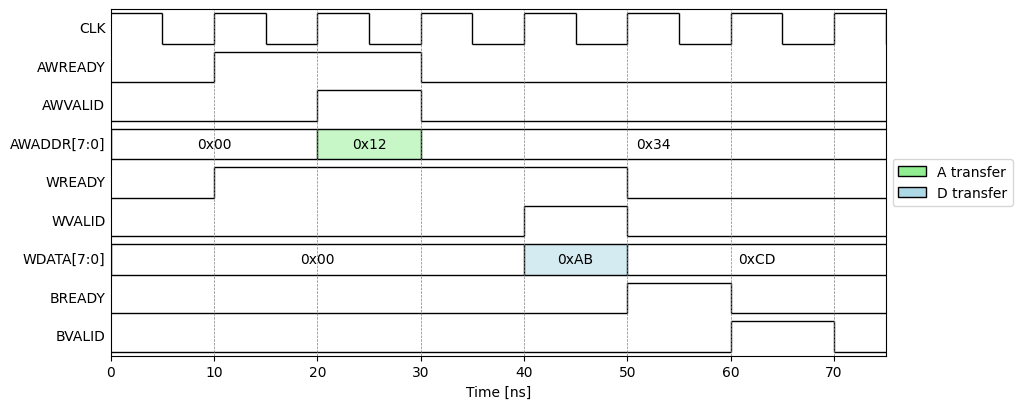 CLK
AWREADY
AWVALID
AWADDR[7:0] 0x00 0x12 0x34
WREADY
A transfer
D transfer
WVALID
WDATA[7:0] 0x00 0xAB 0xCD
BREADY
BVALID
0 10 20 30 40 50 60 70
Time [ns]